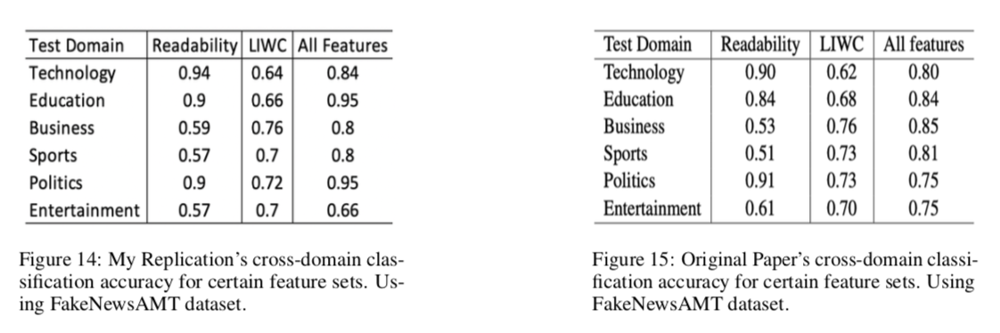 Test Domain Readability LIWC All Features
Technology 0.94 0.64 0.84
Education 0.9 0.66 0.95
Business 0.59 0.76 0.8
Sports 0.57 0.7 0.8
Politics 0.9 0.72 0.95
Entertainment 0.57 0.7 0.66
Figure 14: My Replication's cross-domain clas-
sification accuracy for certain feature sets. Us-
ing FakeNewsAMT dataset.
Test Domain Readability LIWC All features
Technology 0.90 0.62 0.80
Education 0.84 0.68 0.84
Business 0.53 0.76 0.85
Sports 0.51 0.73 0.81
Politics 0.91 0.73 0.75
Entertainment 0.61 0.70 0.75
Figure 15: Original Paper's cross-domain classi-
fication accuracy for certain feature sets. Using
FakeNewsAMT dataset.